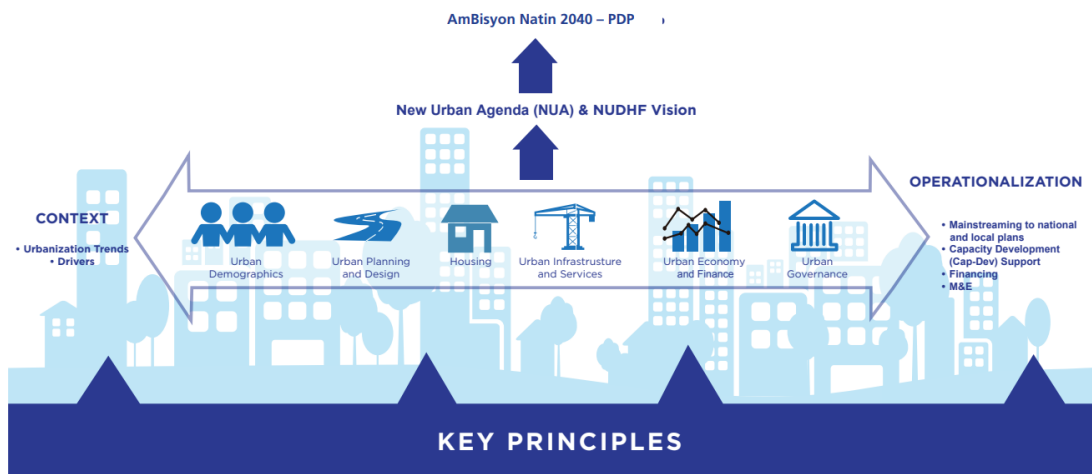 AmBisyon Natin 2040 – PDP
New Urban Agenda (NUA) & NUDHF Vision
CONTEXT
• Urbanization Trends
• Drivers
Urban
Demographics
Urban Planning
and Design
Housing
Urban Infrastructure
and Services
Urban Economy
and Finance
Urban
Governance
OPERATIONALIZATION
• Mainstreaming to national
and local plans
• Capacity Development
(Cap-Dev) Support
• Financing
• M&E
KEY PRINCIPLES